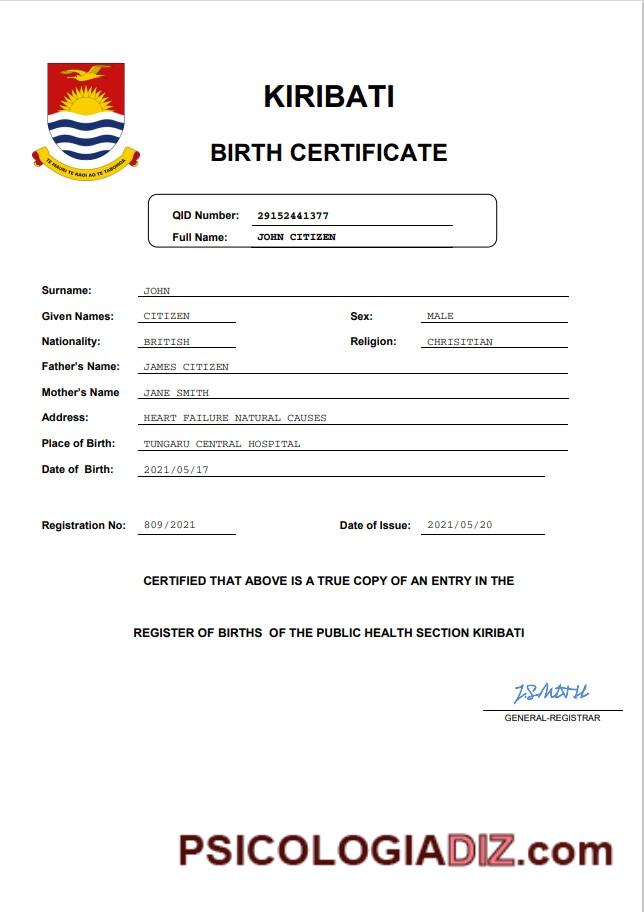 KIRIBATI
BIRTH CERTIFICATE
TE MAURI TE RAOI AO TE TABOMOA
QID Number: 29152441377
Full Name: JOHN CITIZEN
Surname: JOHN
Given Names: CITIZEN Sex: MALE
Nationality: BRITISH Religion: CHRISITIAN
Father's Name: JAMES CITIZEN
Mother's Name JANE SMITH
Address: HEART FAILURE NATURAL CAUSES
Place of Birth: TUNGARU CENTRAL HOSPITAL
Date of Birth: 2021/05/17
Registration No: 809/2021 Date of Issue: 2021/05/20
CERTIFIED THAT ABOVE IS A TRUE COPY OF AN ENTRY IN THE
REGISTER OF BIRTHS OF THE PUBLIC HEALTH SECTION KIRIBATI
J.SMITH
GENERAL-REGISTRAR
PSICOLOGIADIZ.com